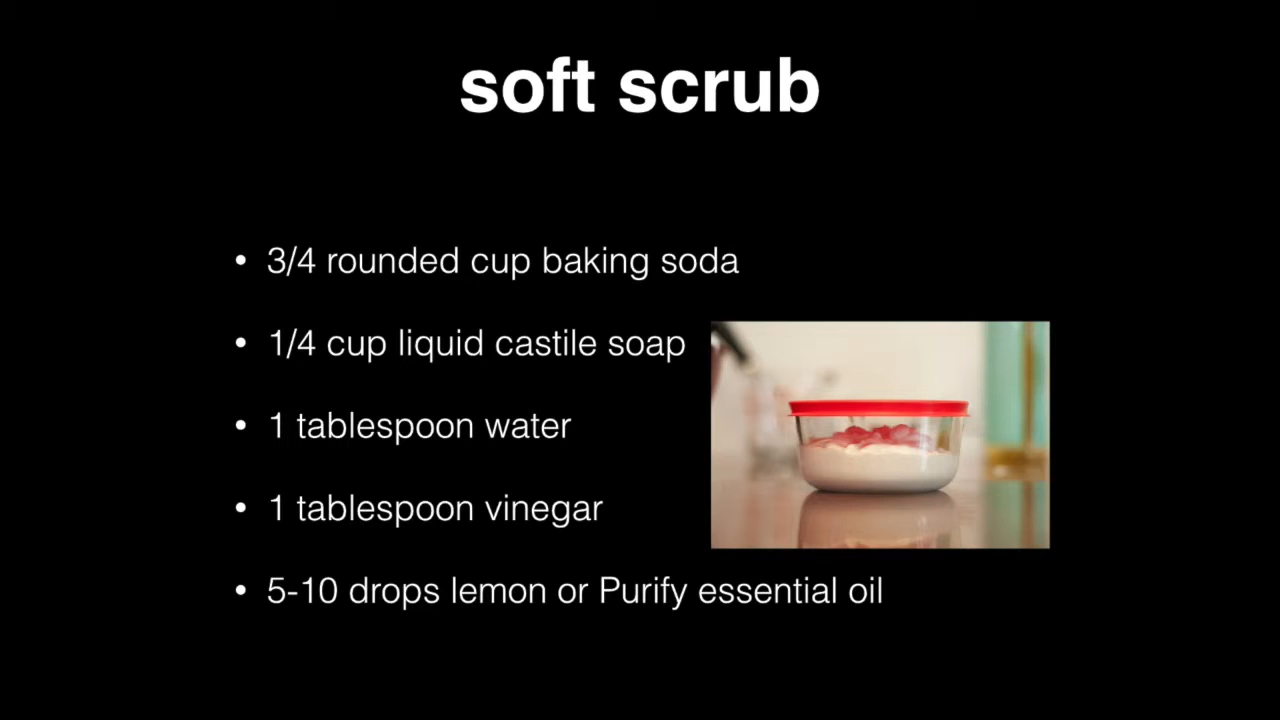 soft scrub
• 3/4 rounded cup baking soda
• 1/4 cup liquid castile soap
• 1 tablespoon water
• 1 tablespoon vinegar
• 5-10 drops lemon or Purify essential oil